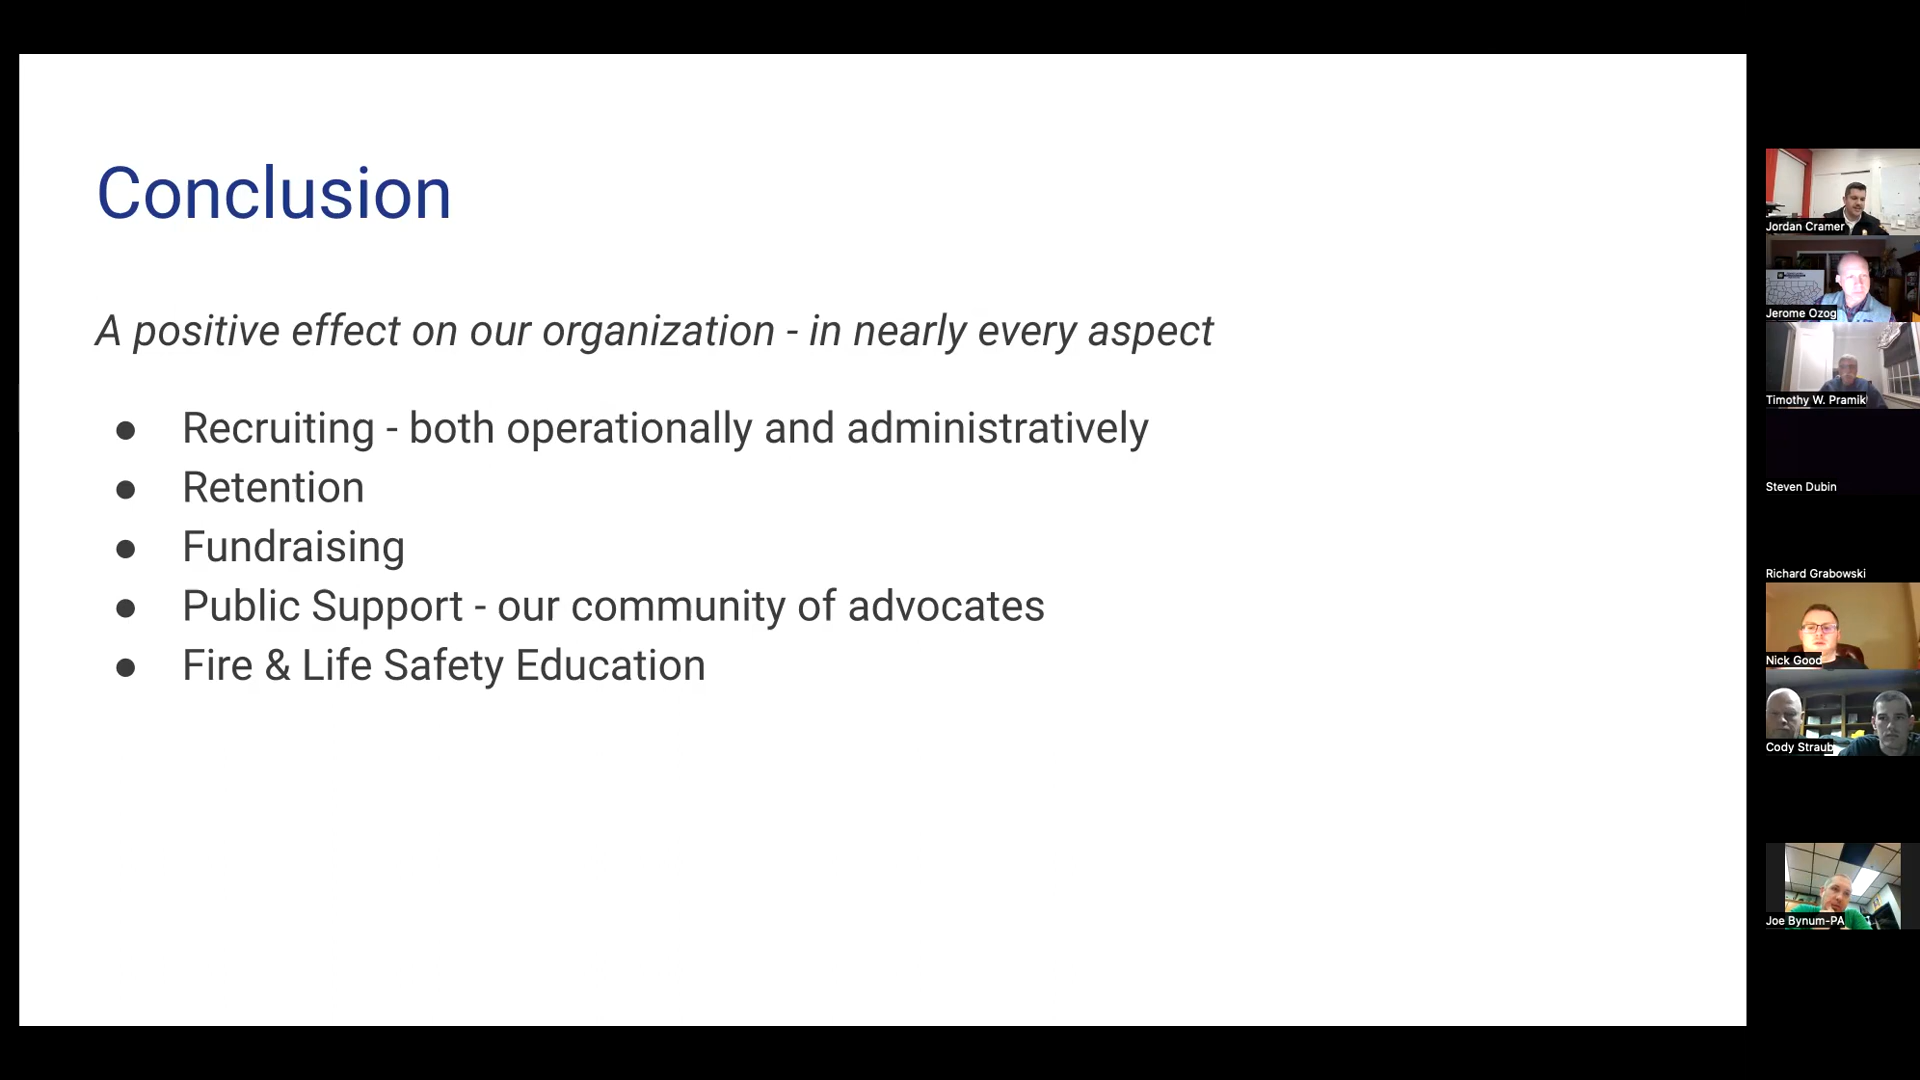 Conclusion
A positive effect on our organization - in nearly every aspect
● Recruiting - both operationally and administratively
● Retention
● Fundraising
● Public Support - our community of advocates
● Fire & Life Safety Education
Jordan Cramer
Jerome Ozog
Timothy W. Pramik
Steven Dubin
Richard Grabowski
Nick Good
Cody Straub
Joe Bynum-PA